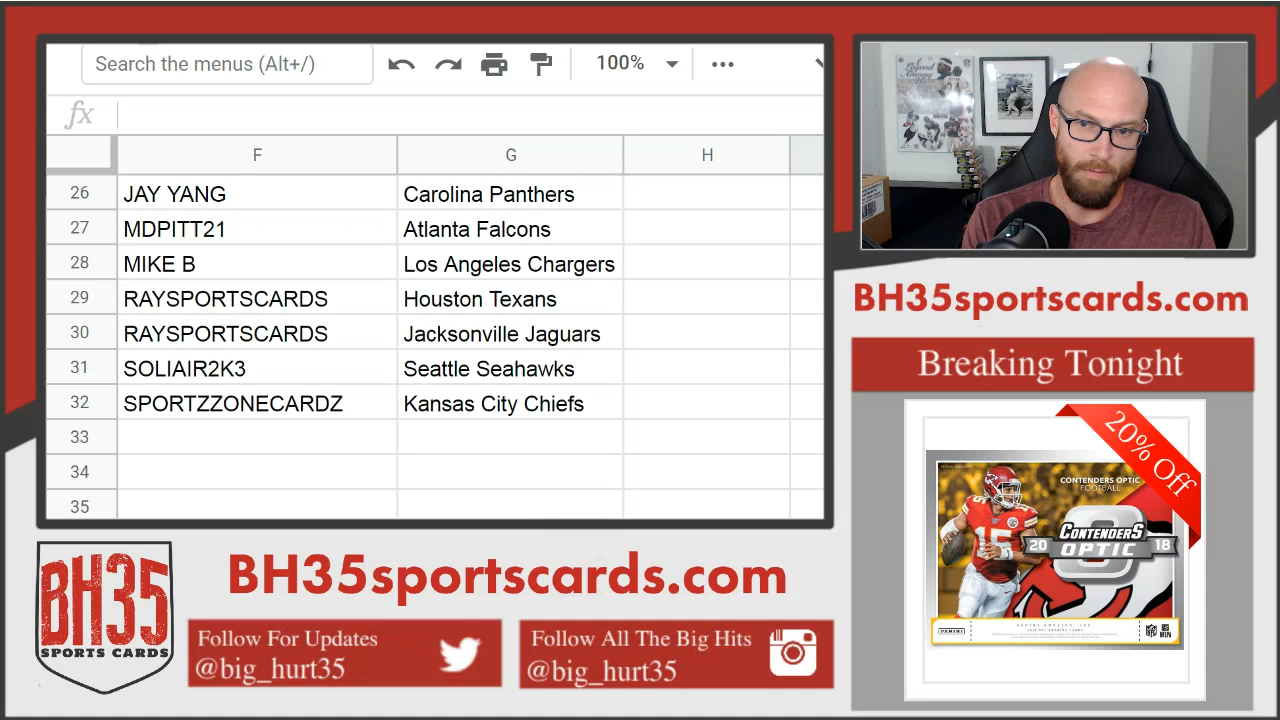 Search the menus (Alt+/)
100%
fx
F G H
26 JAY YANG Carolina Panthers
27 MDPITT21 Atlanta Falcons
28 MIKE B Los Angeles Chargers
29 RAYSPORTSCARDS Houston Texans
30 RAYSPORTSCARDS Jacksonville Jaguars
31 SOLIAIR2K3 Seattle Seahawks
32 SPORTZZONECARDZ Kansas City Chiefs
33
34
35
BH35sportscards.com
Breaking Tonight
20% Off
CONTENDERS OPTIC
FOOTBALL
15
CONTENDERS
20 OPTIC 18
PANINI
BH35
SPORTS CARDS
BH35sportscards.com
Follow For Updates
@big_hurt35
Follow All The Big Hits
@big_hurt35